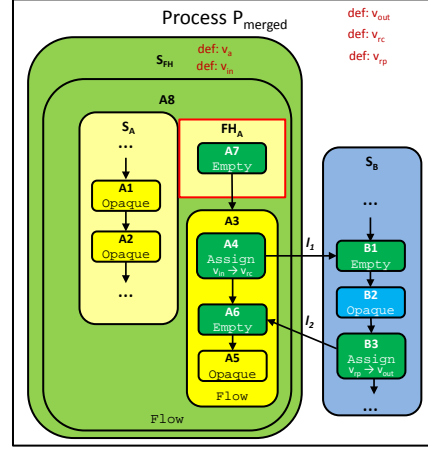 Process P_merged
def: v_out
def: v_rc
def: v_rp
S_FH
def: v_a
def: v_in
A8
S_A
...
A1
Opaque
A2
Opaque
...
FH_A
A7
Empty
A3
A4
Assign
v_in → v_rc
A6
Empty
A5
Opaque
Flow
Flow
l_1
l_2
S_B
...
B1
Empty
B2
Opaque
B3
Assign
v_rp → v_out
...